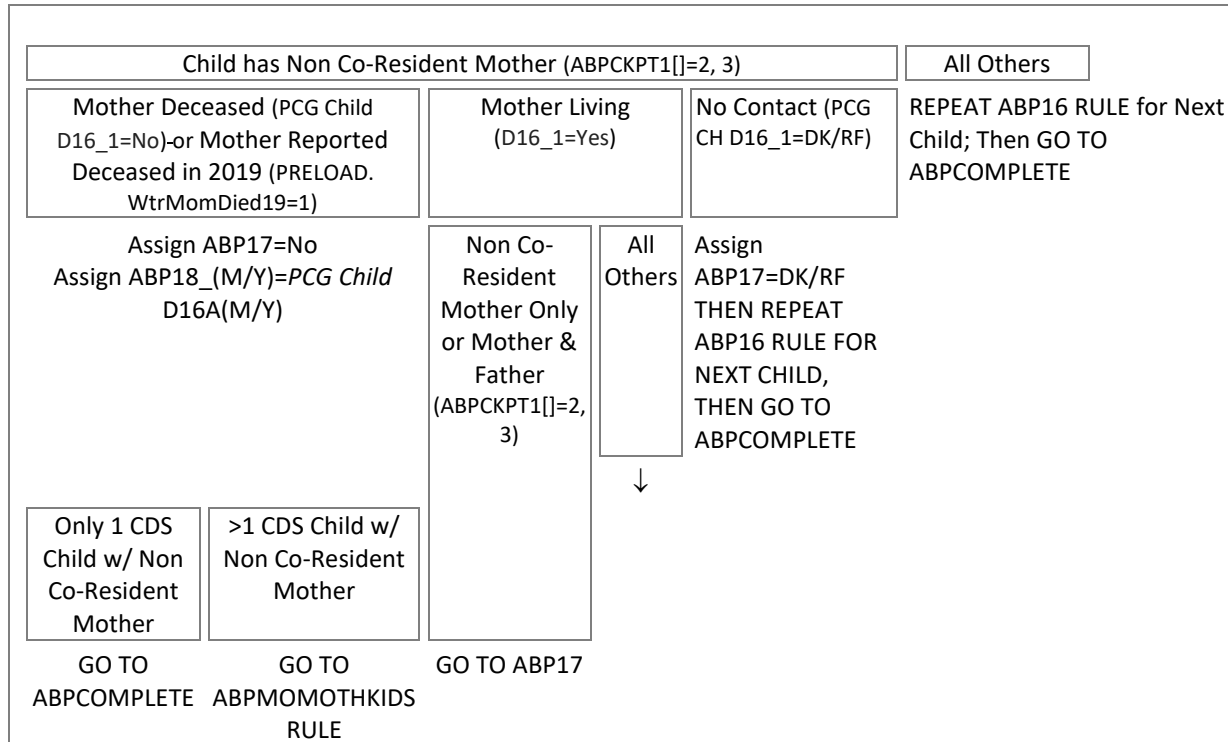 Child has Non Co-Resident Mother (ABPCKPT1[]=2, 3)
All Others
Mother Deceased (PCG Child
D16_1=No)-or Mother Reported
Deceased in 2019 (PRELOAD.
WtrMomDied19=1)
Mother Living
(D16_1=Yes)
No Contact (PCG
CH D16_1=DK/RF)
REPEAT ABP16 RULE for Next
Child; Then GO TO
ABPCOMPLETE
Assign ABP17=No
Assign ABP18_(M/Y)=PCG Child
D16A(M/Y)
Non Co-
Resident
Mother Only
or Mother &
Father
(ABPCKPT1[]=2,
3)
All
Others
Assign
ABP17=DK/RF
THEN REPEAT
ABP16 RULE FOR
NEXT CHILD,
THEN GO TO
ABPCOMPLETE
↓
Only 1 CDS
Child w/ Non
Co-Resident
Mother
>1 CDS Child w/
Non Co-Resident
Mother
GO TO
ABPCOMPLETE
GO TO
ABPMOMOTHKIDS
RULE
GO TO ABP17